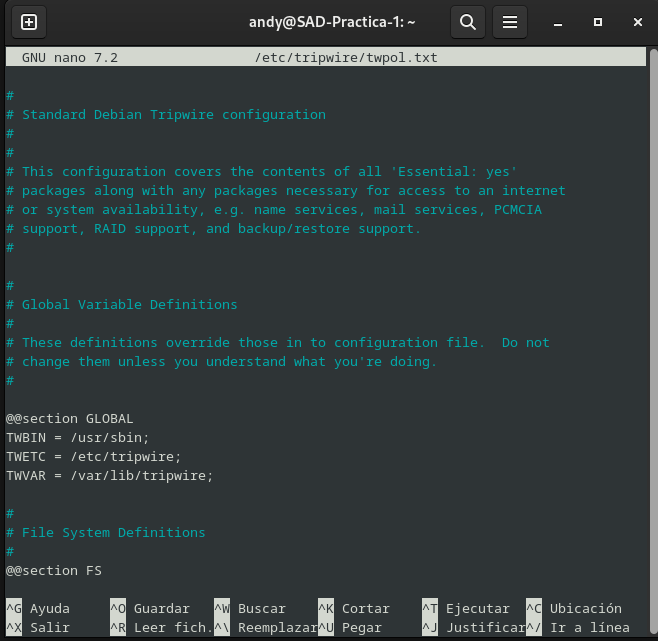 andy@SAD-Practica-1: ~
GNU nano 7.2 /etc/tripwire/twpol.txt
#
# Standard Debian Tripwire configuration
#
#
# This configuration covers the contents of all 'Essential: yes'
# packages along with any packages necessary for access to an internet
# or system availability, e.g. name services, mail services, PCMCIA
# support, RAID support, and backup/restore support.
#
#
# Global Variable Definitions
#
# These definitions override those in to configuration file.  Do not
# change them unless you understand what you're doing.
#
@@section GLOBAL
TWBIN = /usr/sbin;
TWETC = /etc/tripwire;
TWVAR = /var/lib/tripwire;
#
# File System Definitions
#
@@section FS
^G Ayuda ^O Guardar ^W Buscar ^K Cortar ^T Ejecutar ^C Ubicación
^X Salir ^R Leer fich. ^\ Reemplazar ^U Pegar ^J Justificar ^/ Ir a línea